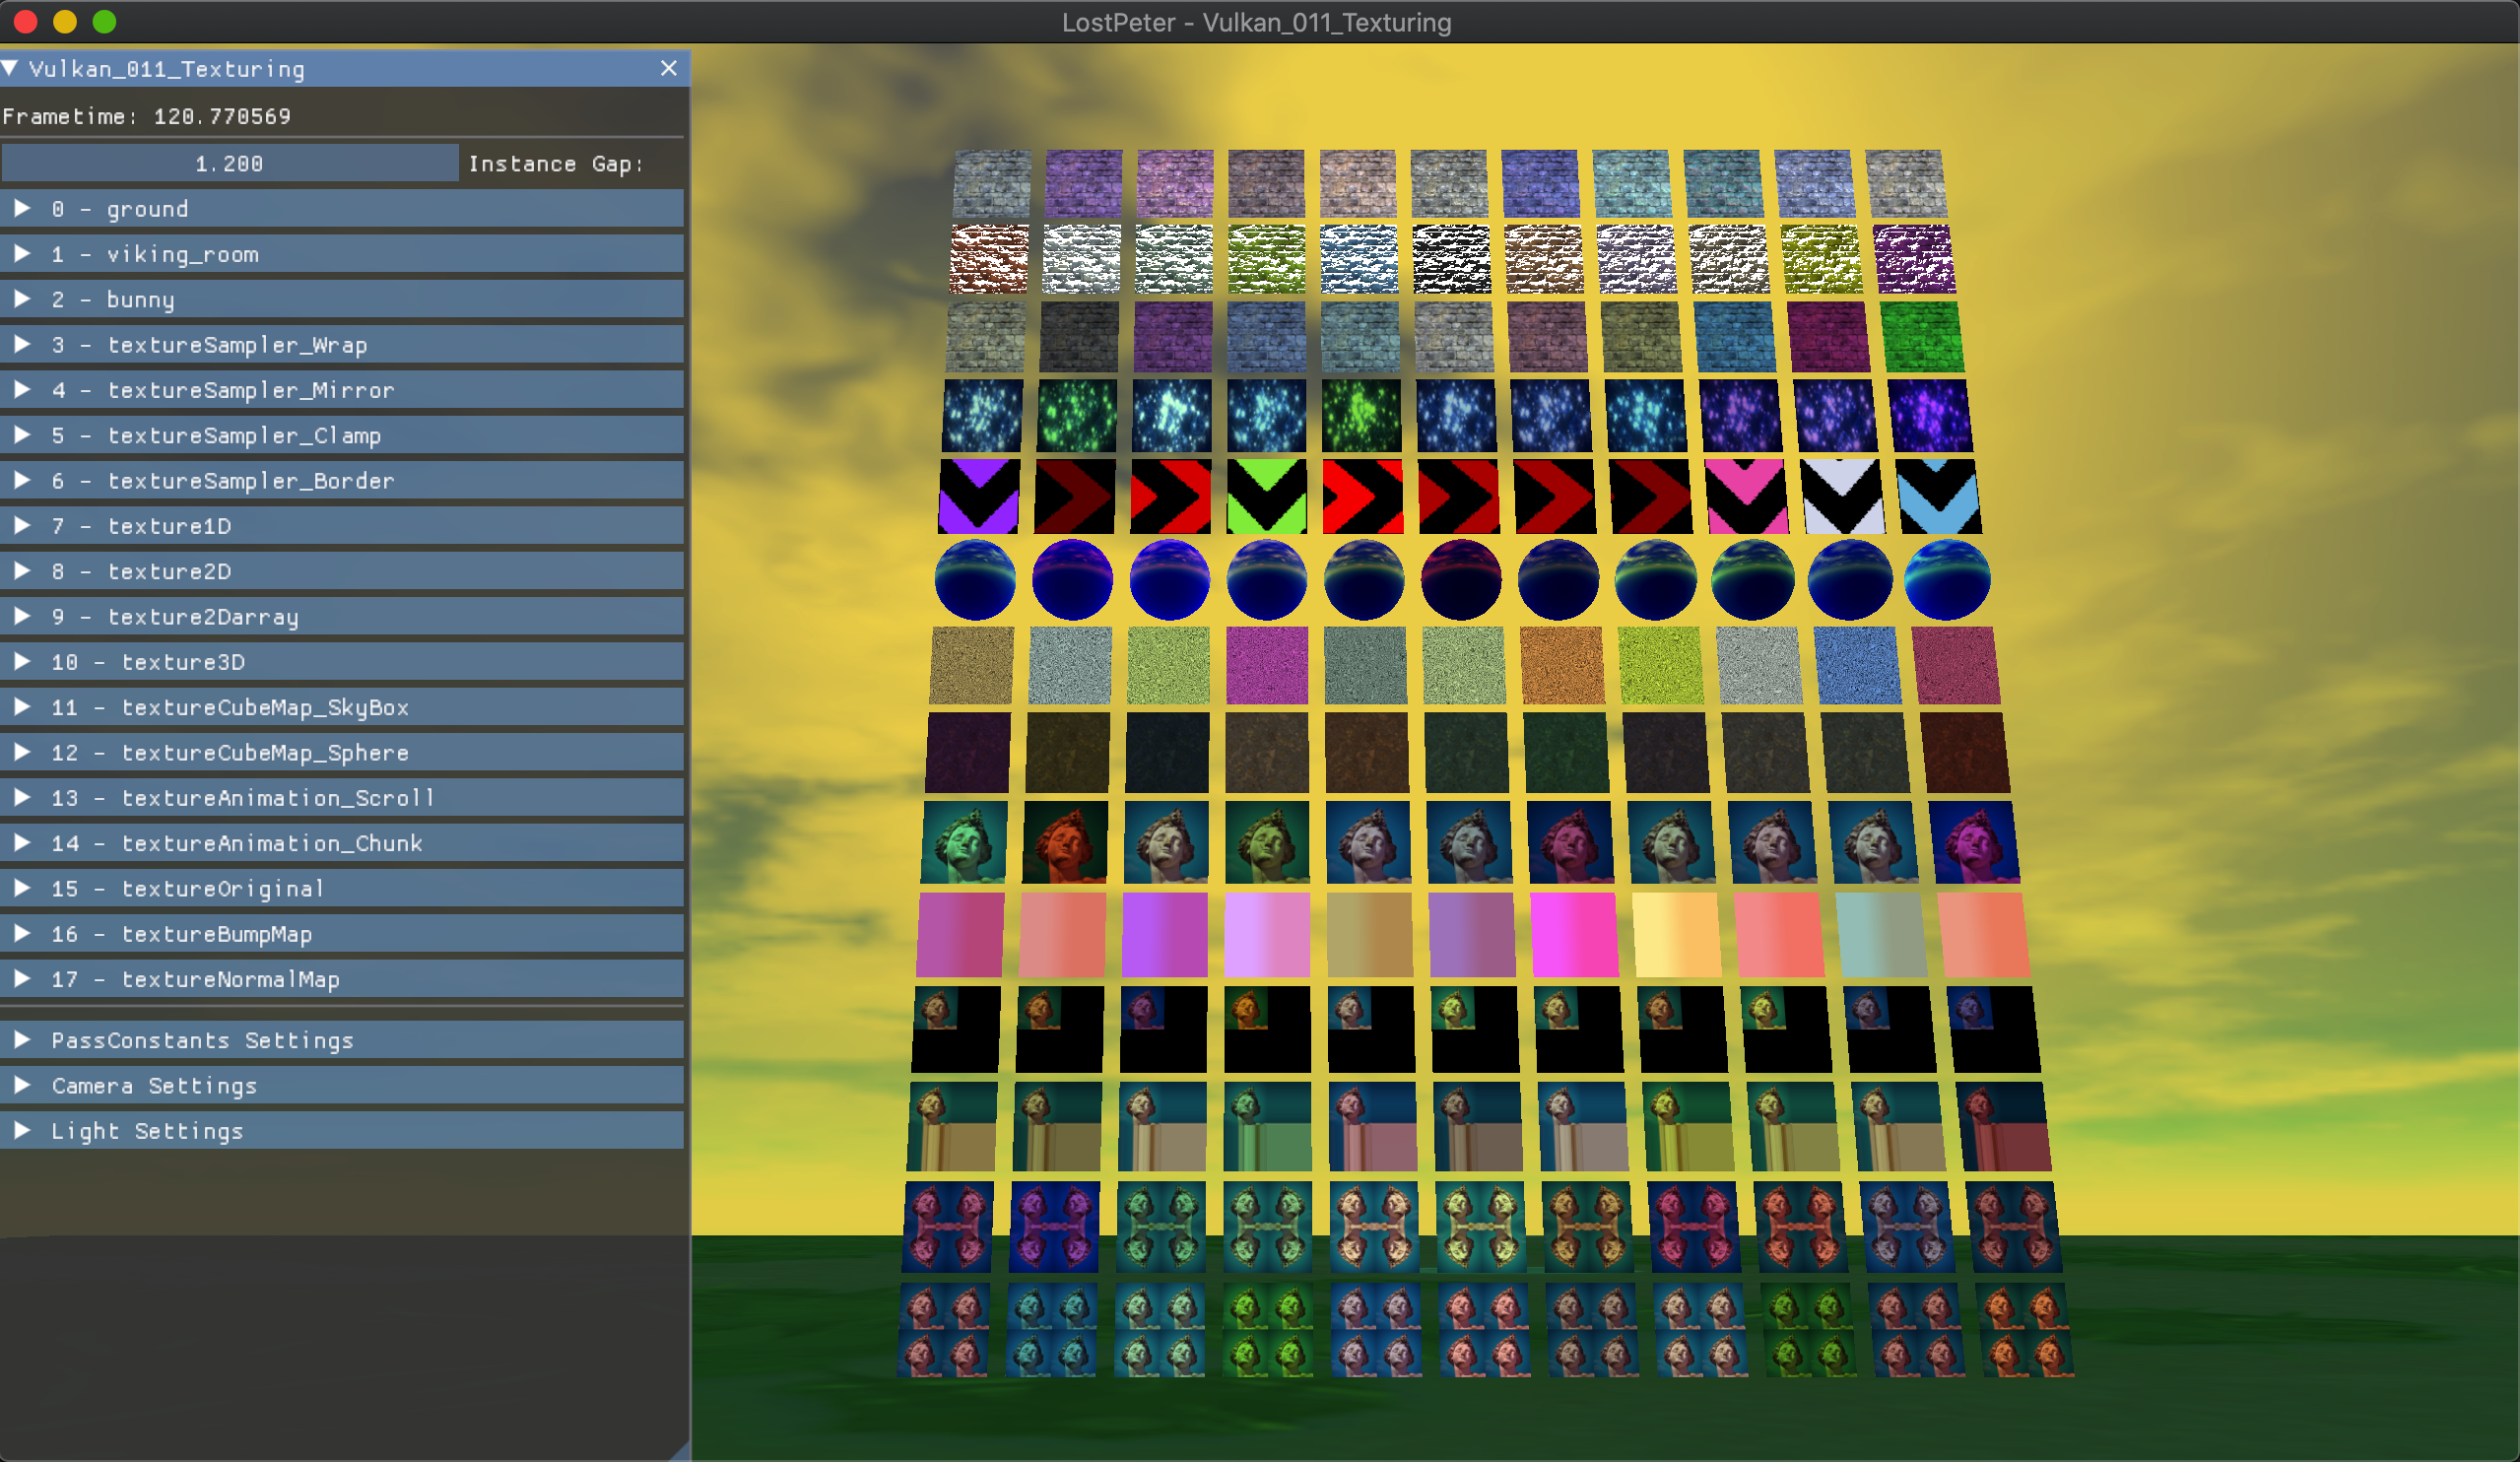 LostPeter - Vulkan_011_Texturing
Vulkan_011_Texturing
Frametime: 120.770569
1.200 Instance Gap:
0 - ground
1 - viking_room
2 - bunny
3 - textureSampler_Wrap
4 - textureSampler_Mirror
5 - textureSampler_Clamp
6 - textureSampler_Border
7 - texture1D
8 - texture2D
9 - texture2Darray
10 - texture3D
11 - textureCubeMap_SkyBox
12 - textureCubeMap_Sphere
13 - textureAnimation_Scroll
14 - textureAnimation_Chunk
15 - textureOriginal
16 - textureBumpMap
17 - textureNormalMap
PassConstants Settings
Camera Settings
Light Settings